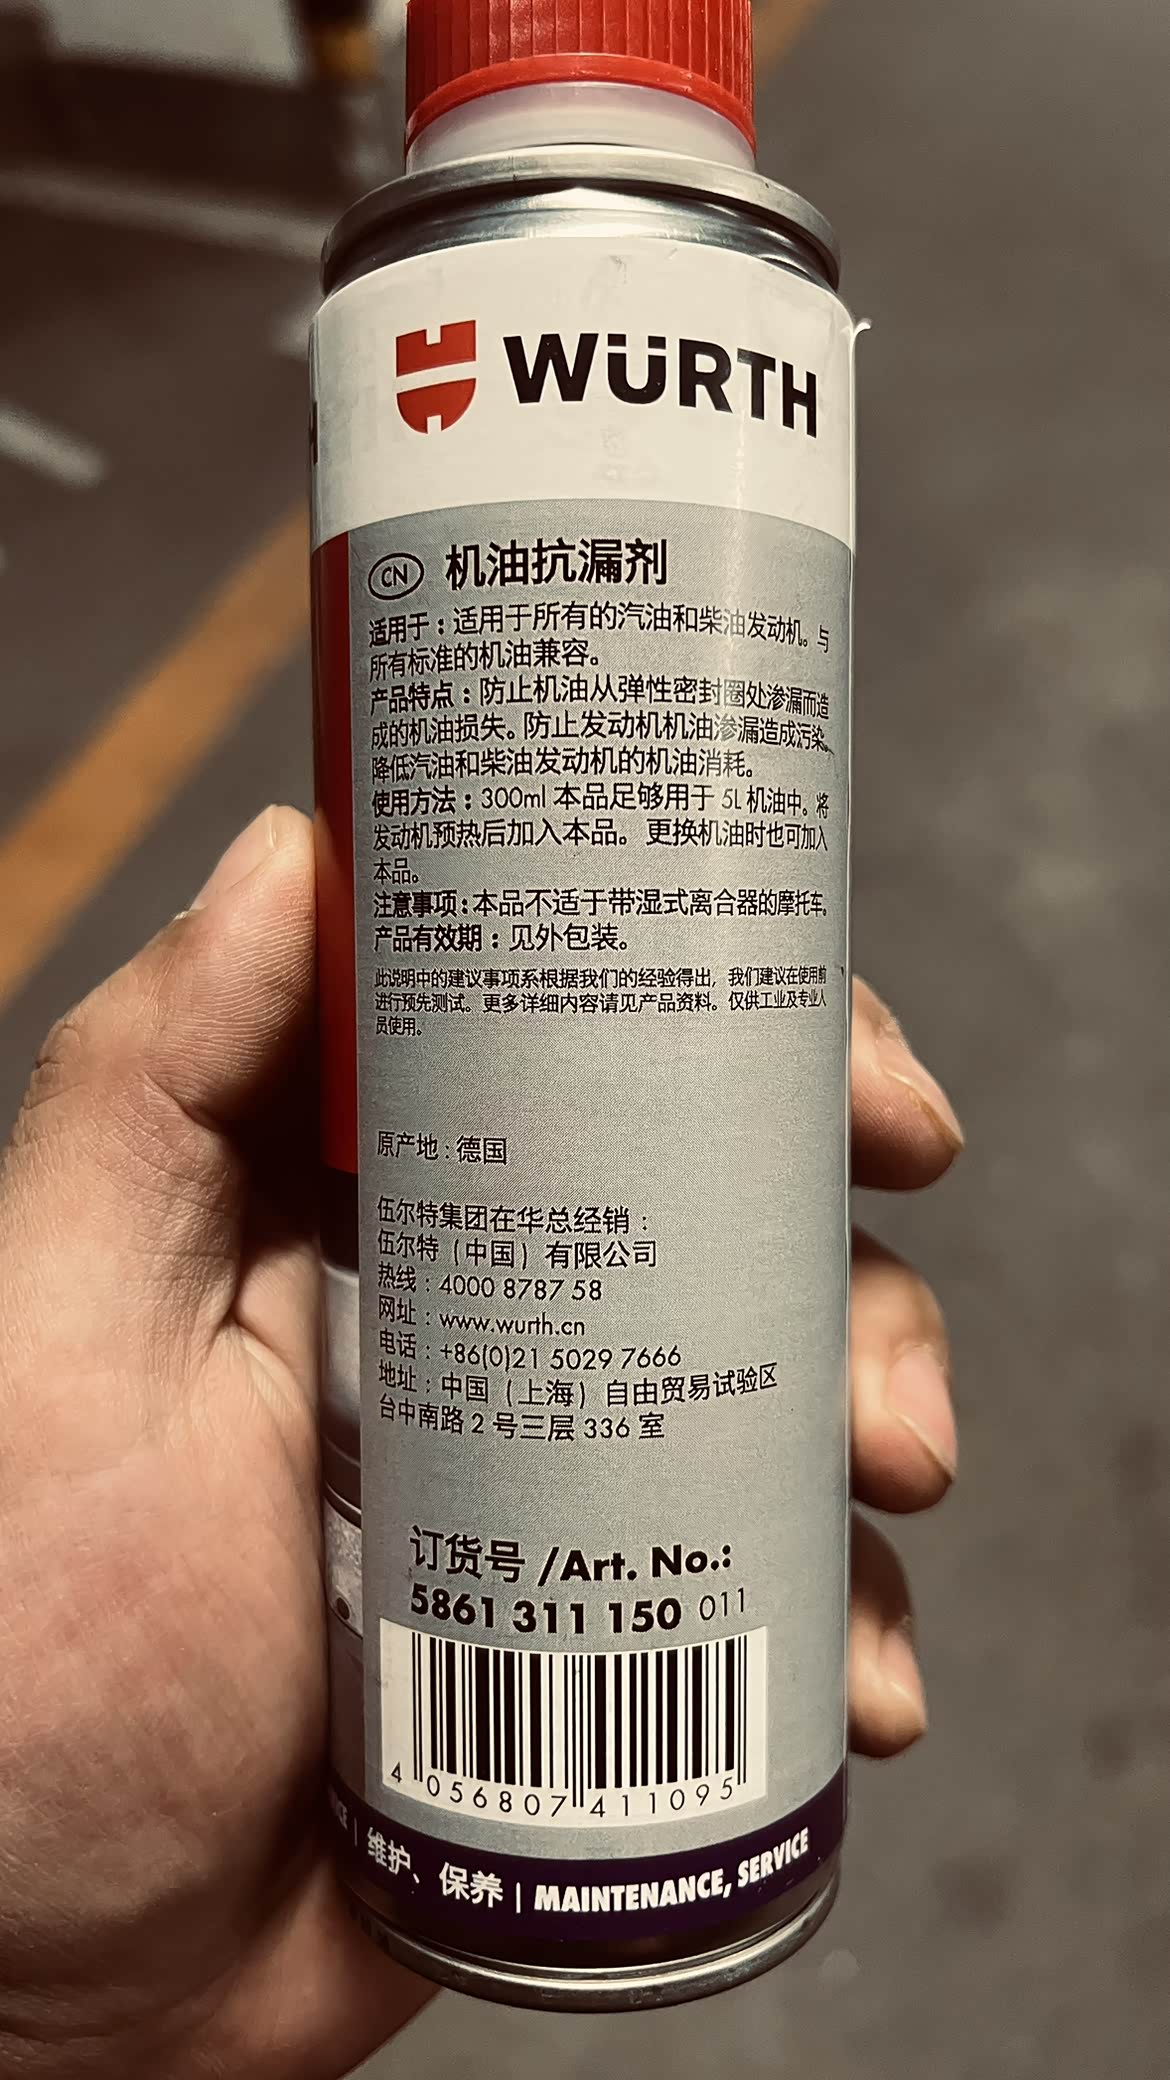 WÜRTH
CN 机油抗漏剂
适用于：适用于所有的汽油和柴油发动机。与
所有标准的机油兼容。
产品特点：防止机油从弹性密封圈处渗漏而造
成的机油损失。防止发动机机油渗漏造成污染。
降低汽油和柴油发动机的机油消耗。
使用方法：300ml 本品足够用于 5L 机油中。将
发动机预热后加入本品。更换机油时也可加入
本品。
注意事项：本品不适于带湿式离合器的摩托车。
产品有效期：见外包装。
此说明中的建议事项系根据我们的经验得出，我们建议在使用前
进行预先测试。更多详细内容请见产品资料。仅供工业及专业人
员使用。
原产地：德国
伍尔特集团在华总经销：
伍尔特（中国）有限公司
热线：4000 8787 58
网址：www.wurth.cn
电话：+86(0)21 5029 7666
地址：中国（上海）自由贸易试验区
台中南路 2 号三层 336 室
订货号 /Art. No.:
5861 311 150 011
4 056807 411095
维护、保养 | MAINTENANCE, SERVICE